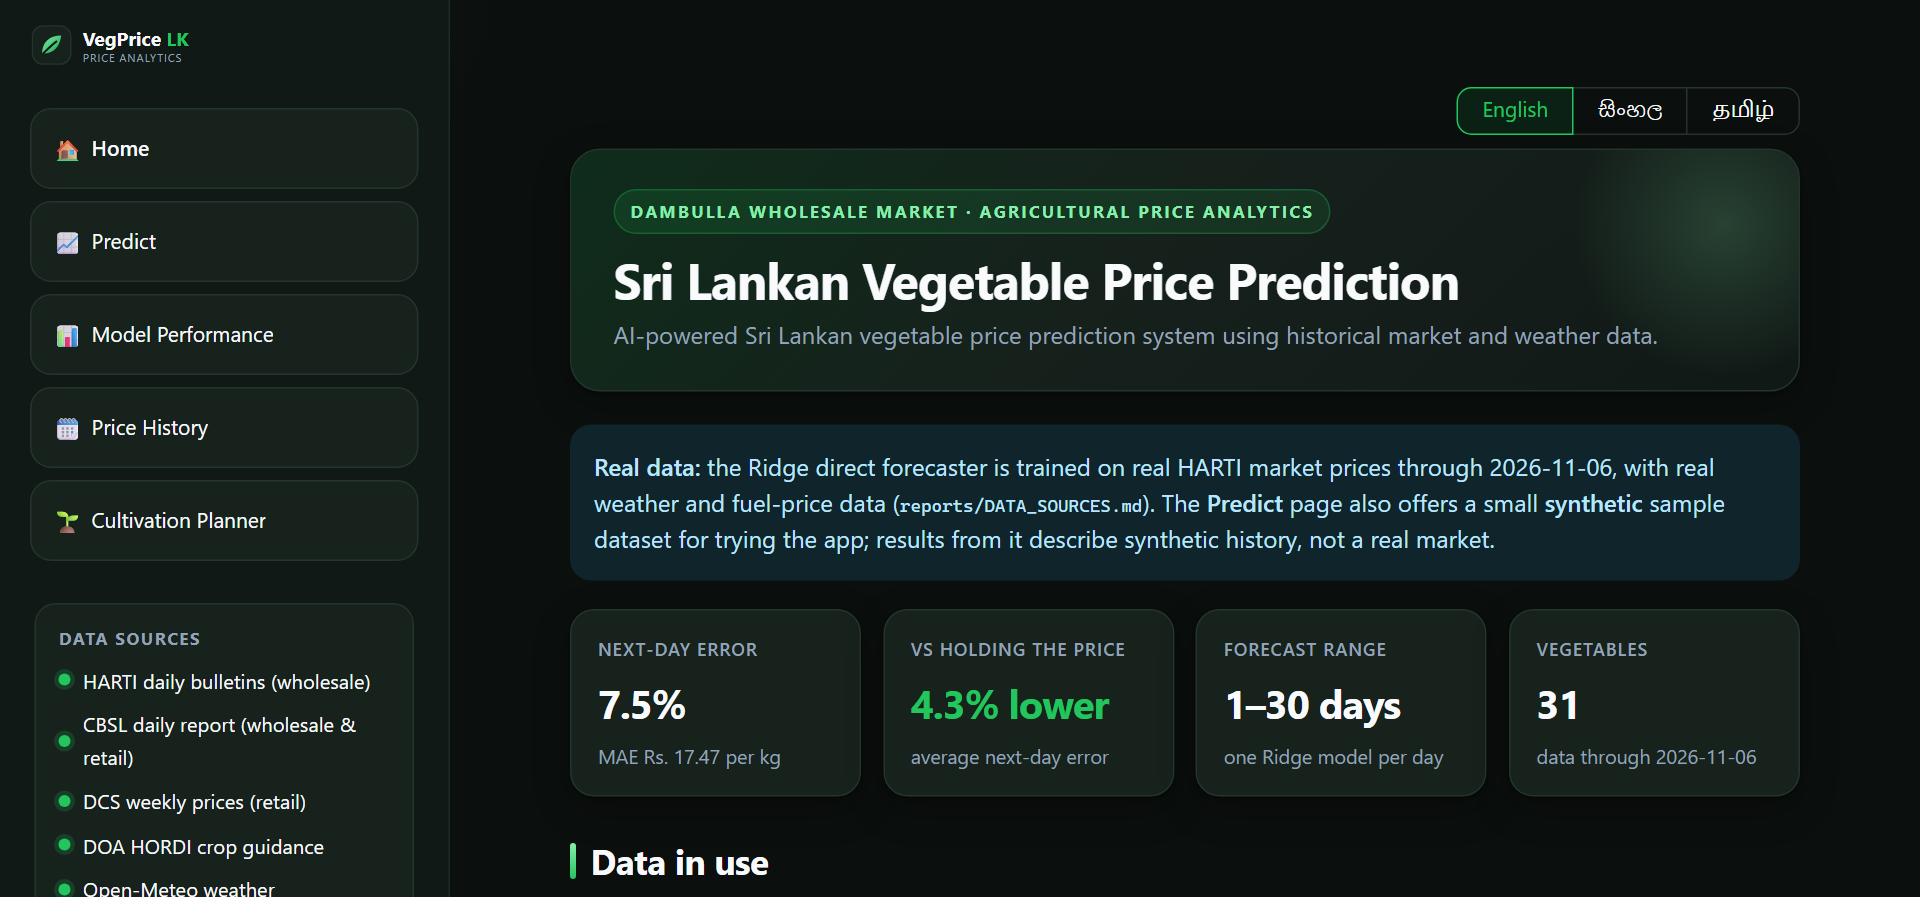 VegPrice LK
PRICE ANALYTICS
Home
Predict
Model Performance
Price History
Cultivation Planner
DATA SOURCES
HARTI daily bulletins (wholesale)
CBSL daily report (wholesale &
retail)
DCS weekly prices (retail)
DOA HORDI crop guidance
Open-Meteo weather
English
සිංහල
தமிழ்
DAMBULLA WHOLESALE MARKET · AGRICULTURAL PRICE ANALYTICS
Sri Lankan Vegetable Price Prediction
AI-powered Sri Lankan vegetable price prediction system using historical market and weather data.
Real data: the Ridge direct forecaster is trained on real HARTI market prices through 2026-11-06, with real
weather and fuel-price data (reports/DATA_SOURCES.md). The Predict page also offers a small synthetic sample
dataset for trying the app; results from it describe synthetic history, not a real market.
NEXT-DAY ERROR
7.5%
MAE Rs. 17.47 per kg
VS HOLDING THE PRICE
4.3% lower
average next-day error
FORECAST RANGE
1–30 days
one Ridge model per day
VEGETABLES
31
data through 2026-11-06
Data in use